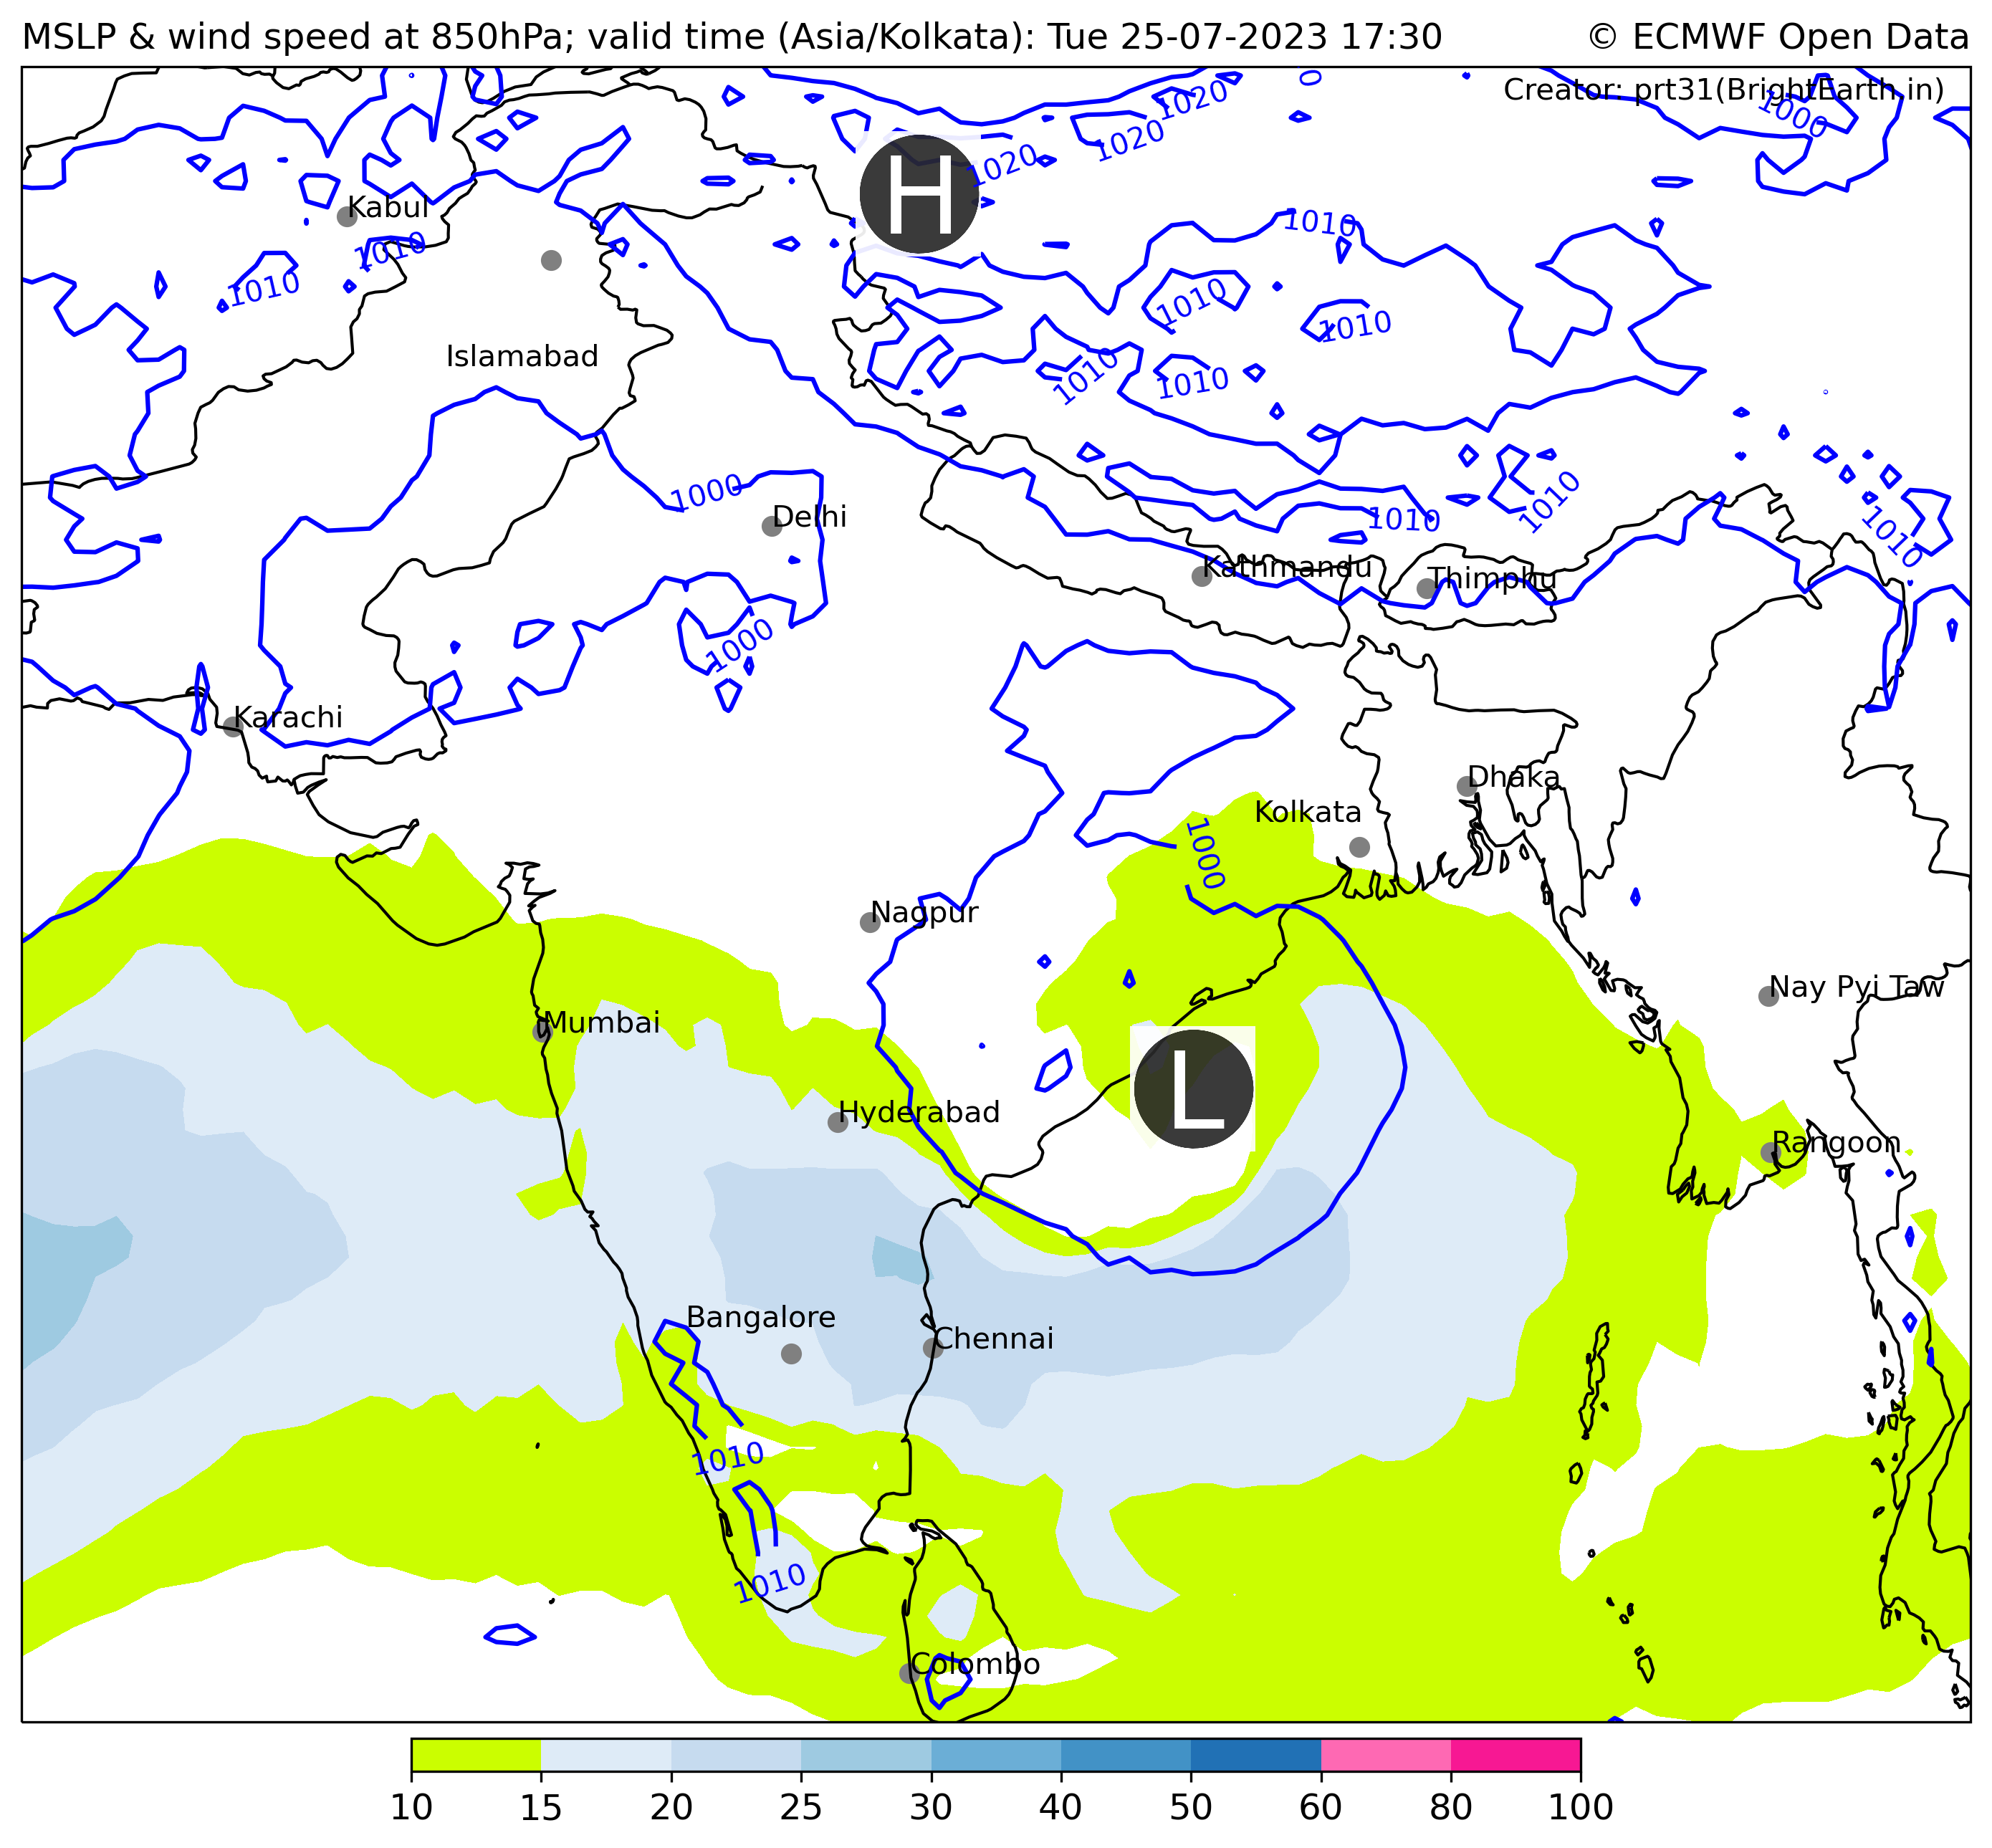 MSLP & wind speed at 850hPa; valid time (Asia/Kolkata): Tue 25-07-2023 17:30
© ECMWF Open Data
Creator: prt31(BrightEarth.in)
0
1020
1000
1020
1020
H
Kabul
1010
1010
1010
1010
1010
Islamabad
1010
1010
1000
Delhi
1010
1010
1010
Kathmandu
Thimphu
1000
Karachi
Dhaka
Kolkata
1000
Nagpur
Nay Pyi Taw
Mumbai
L
Hyderabad
Rangoon
Bangalore
Chennai
1010
1010
Colombo
10 15 20 25 30 40 50 60 80 100